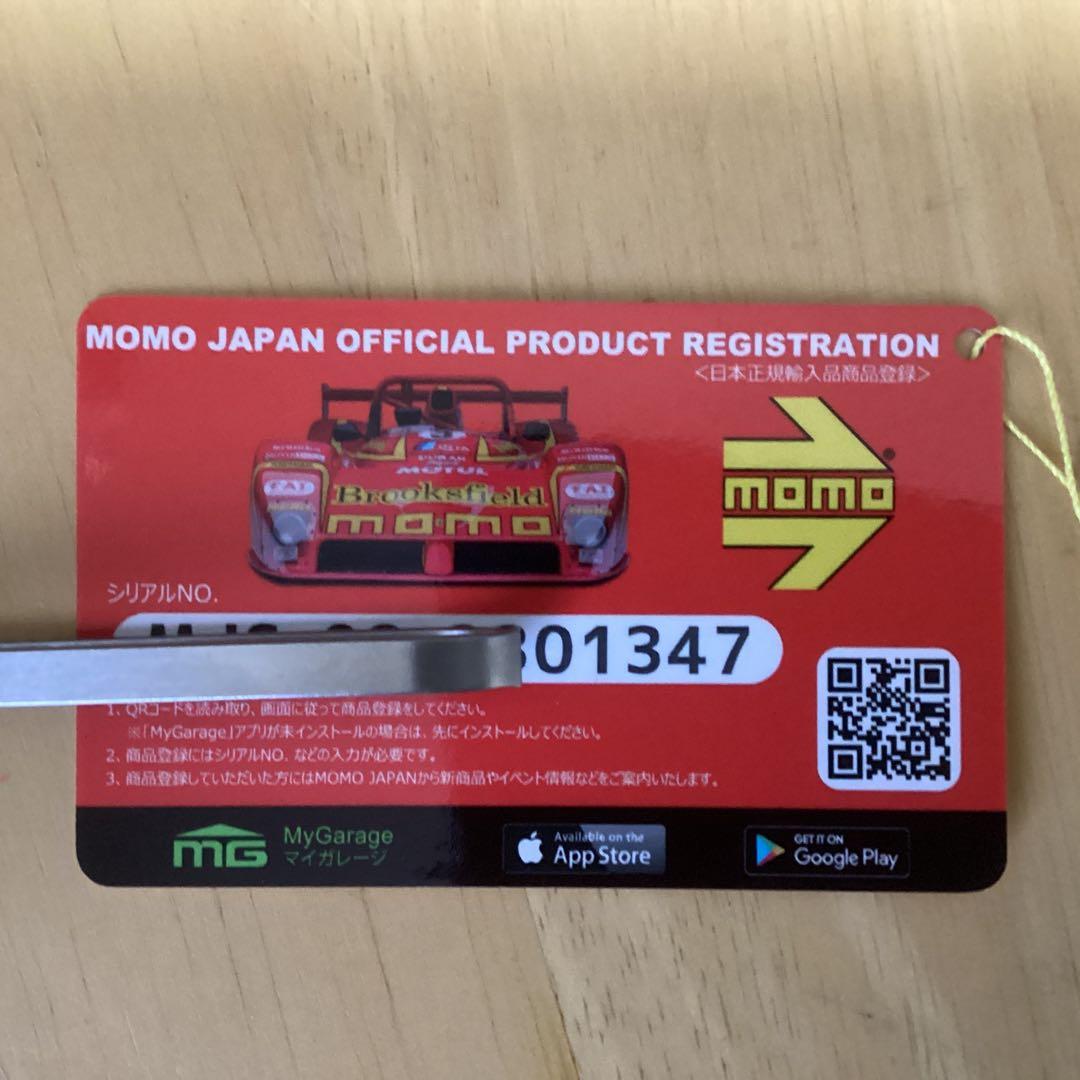 MOMO JAPAN OFFICIAL PRODUCT REGISTRATION
<日本正規輸入品商品登録>
MOTUL
Brooksfield
momo
momo
シリアルNO.
01347
1、QRコードを読み取り、画面に従って商品登録をしてください。
※「MyGarage」アプリが未インストールの場合は、先にインストールしてください。
2、商品登録にはシリアルNO. などの入力が必要です。
3、商品登録していただいた方にはMOMO JAPANから新商品やイベント情報などをご案内いたします。
mG
MyGarage
マイガレージ
Available on the
App Store
GET IT ON
Google Play